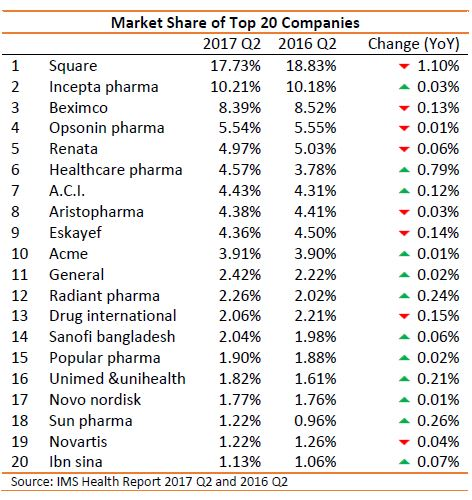 Market Share of Top 20 Companies
2017 Q2 2016 Q2 Change (YoY)
1 Square 17.73% 18.83% 1.10%
2 Incepta pharma 10.21% 10.18% 0.03%
3 Beximco 8.39% 8.52% 0.13%
4 Opsonin pharma 5.54% 5.55% 0.01%
5 Renata 4.97% 5.03% 0.06%
6 Healthcare pharma 4.57% 3.78% 0.79%
7 A.C.I. 4.43% 4.31% 0.12%
8 Aristopharma 4.38% 4.41% 0.03%
9 Eskayef 4.36% 4.50% 0.14%
10 Acme 3.91% 3.90% 0.01%
11 General 2.42% 2.22% 0.02%
12 Radiant pharma 2.26% 2.02% 0.24%
13 Drug international 2.06% 2.21% 0.15%
14 Sanofi bangladesh 2.04% 1.98% 0.06%
15 Popular pharma 1.90% 1.88% 0.02%
16 Unimed &unihealth 1.82% 1.61% 0.21%
17 Novo nordisk 1.77% 1.76% 0.01%
18 Sun pharma 1.22% 0.96% 0.26%
19 Novartis 1.22% 1.26% 0.04%
20 Ibn sina 1.13% 1.06% 0.07%
Source: IMS Health Report 2017 Q2 and 2016 Q2